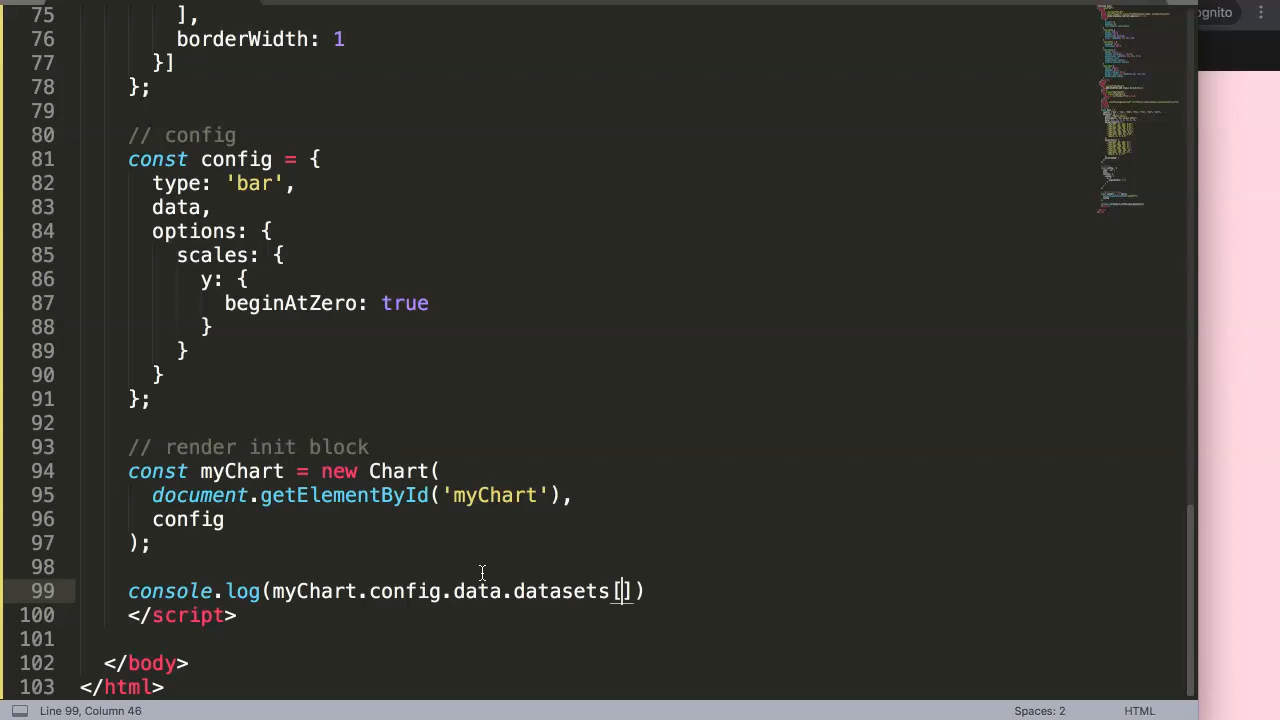 75 ],
76 borderWidth: 1
77 }]
78 };
79
80 // config
81 const config = {
82 type: 'bar',
83 data,
84 options: {
85 scales: {
86 y: {
87 beginAtZero: true
88 }
89 }
90 }
91 };
92
93 // render init block
94 const myChart = new Chart(
95 document.getElementById('myChart'),
96 config
97 );
98
99 console.log(myChart.config.data.datasets[])
100 </script>
101
102 </body>
103 </html>
Line 99, Column 46 Spaces: 2 HTML